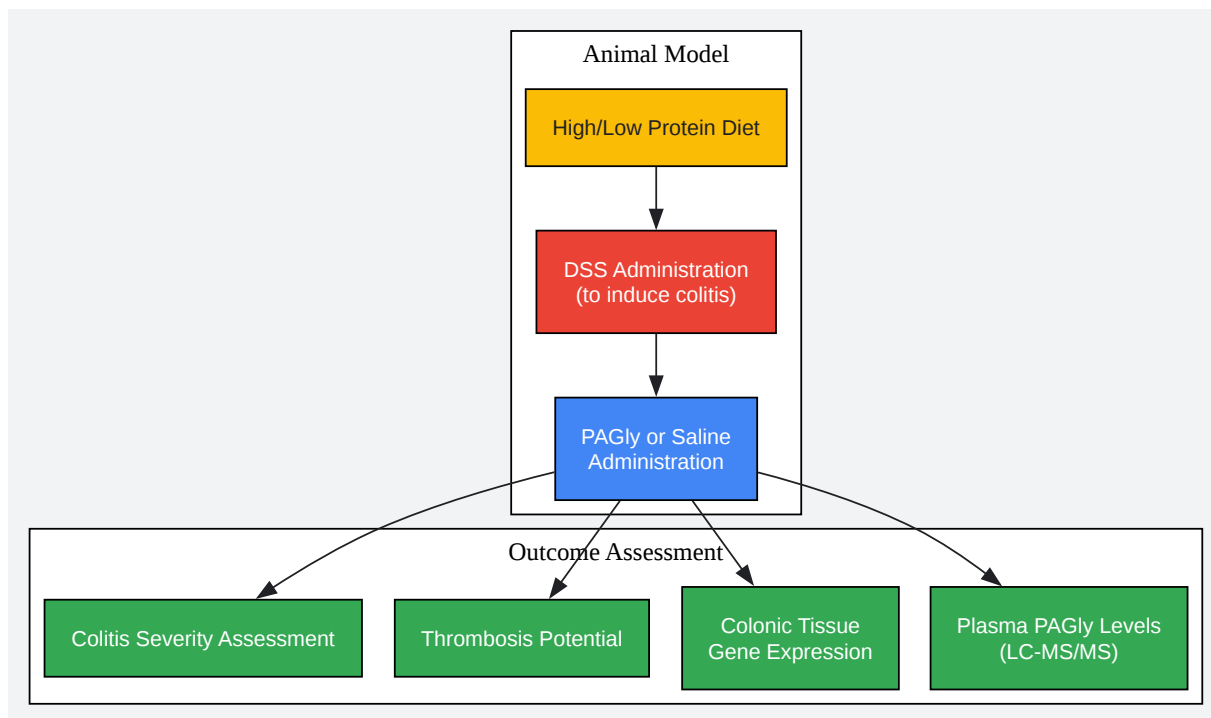 Animal Model
High/Low Protein Diet
DSS Administration
(to induce colitis)
PAGly or Saline
Administration
Outcome Assessment
Colitis Severity Assessment
Thrombosis Potential
Colonic Tissue
Gene Expression
Plasma PAGly Levels
(LC-MS/MS)